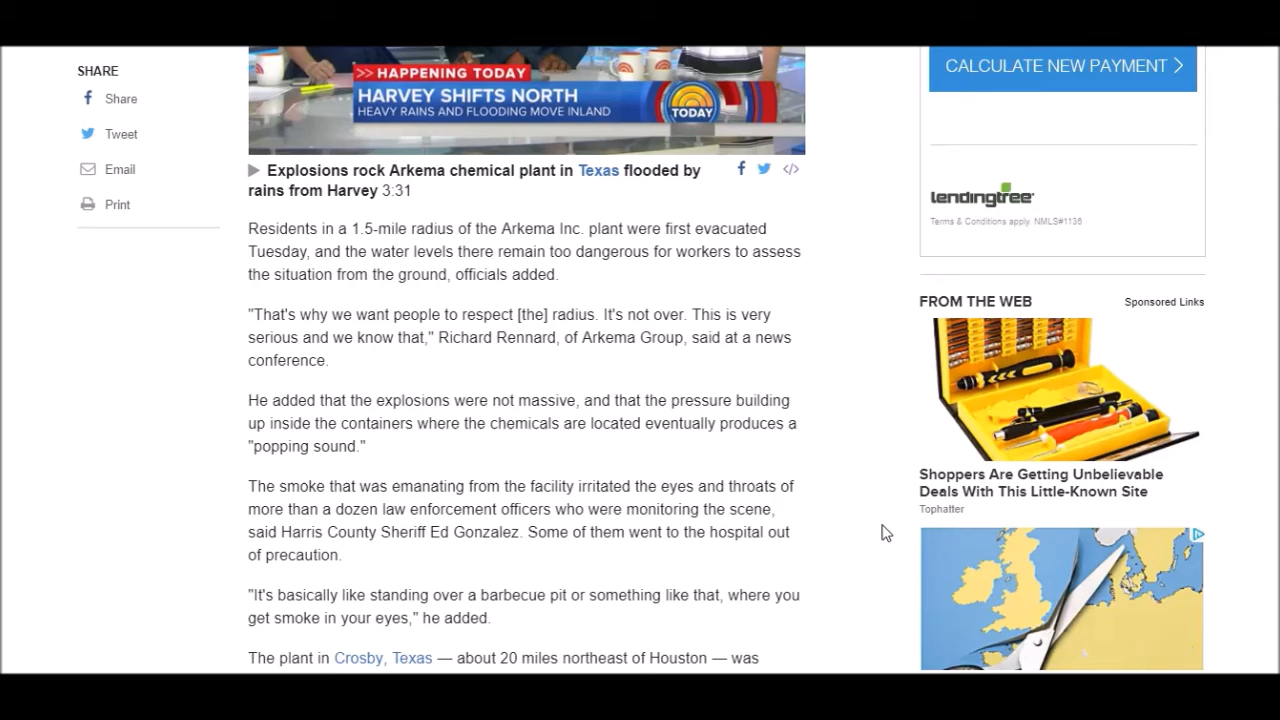 SHARE
Share
Tweet
Email
Print
>> HAPPENING TODAY
HARVEY SHIFTS NORTH
HEAVY RAINS AND FLOODING MOVE INLAND
TODAY
Explosions rock Arkema chemical plant in Texas flooded by
rains from Harvey 3:31
Residents in a 1.5-mile radius of the Arkema Inc. plant were first evacuated
Tuesday, and the water levels there remain too dangerous for workers to assess
the situation from the ground, officials added.
"That's why we want people to respect [the] radius. It's not over. This is very
serious and we know that," Richard Rennard, of Arkema Group, said at a news
conference.
He added that the explosions were not massive, and that the pressure building
up inside the containers where the chemicals are located eventually produces a
"popping sound."
The smoke that was emanating from the facility irritated the eyes and throats of
more than a dozen law enforcement officers who were monitoring the scene,
said Harris County Sheriff Ed Gonzalez. Some of them went to the hospital out
of precaution.
"It's basically like standing over a barbecue pit or something like that, where you
get smoke in your eyes," he added.
The plant in Crosby, Texas — about 20 miles northeast of Houston — was
CALCULATE NEW PAYMENT
lendingtree
Terms & Conditions apply. NMLS#1136
FROM THE WEB
Sponsored Links
Shoppers Are Getting Unbelievable
Deals With This Little-Known Site
Tophatter